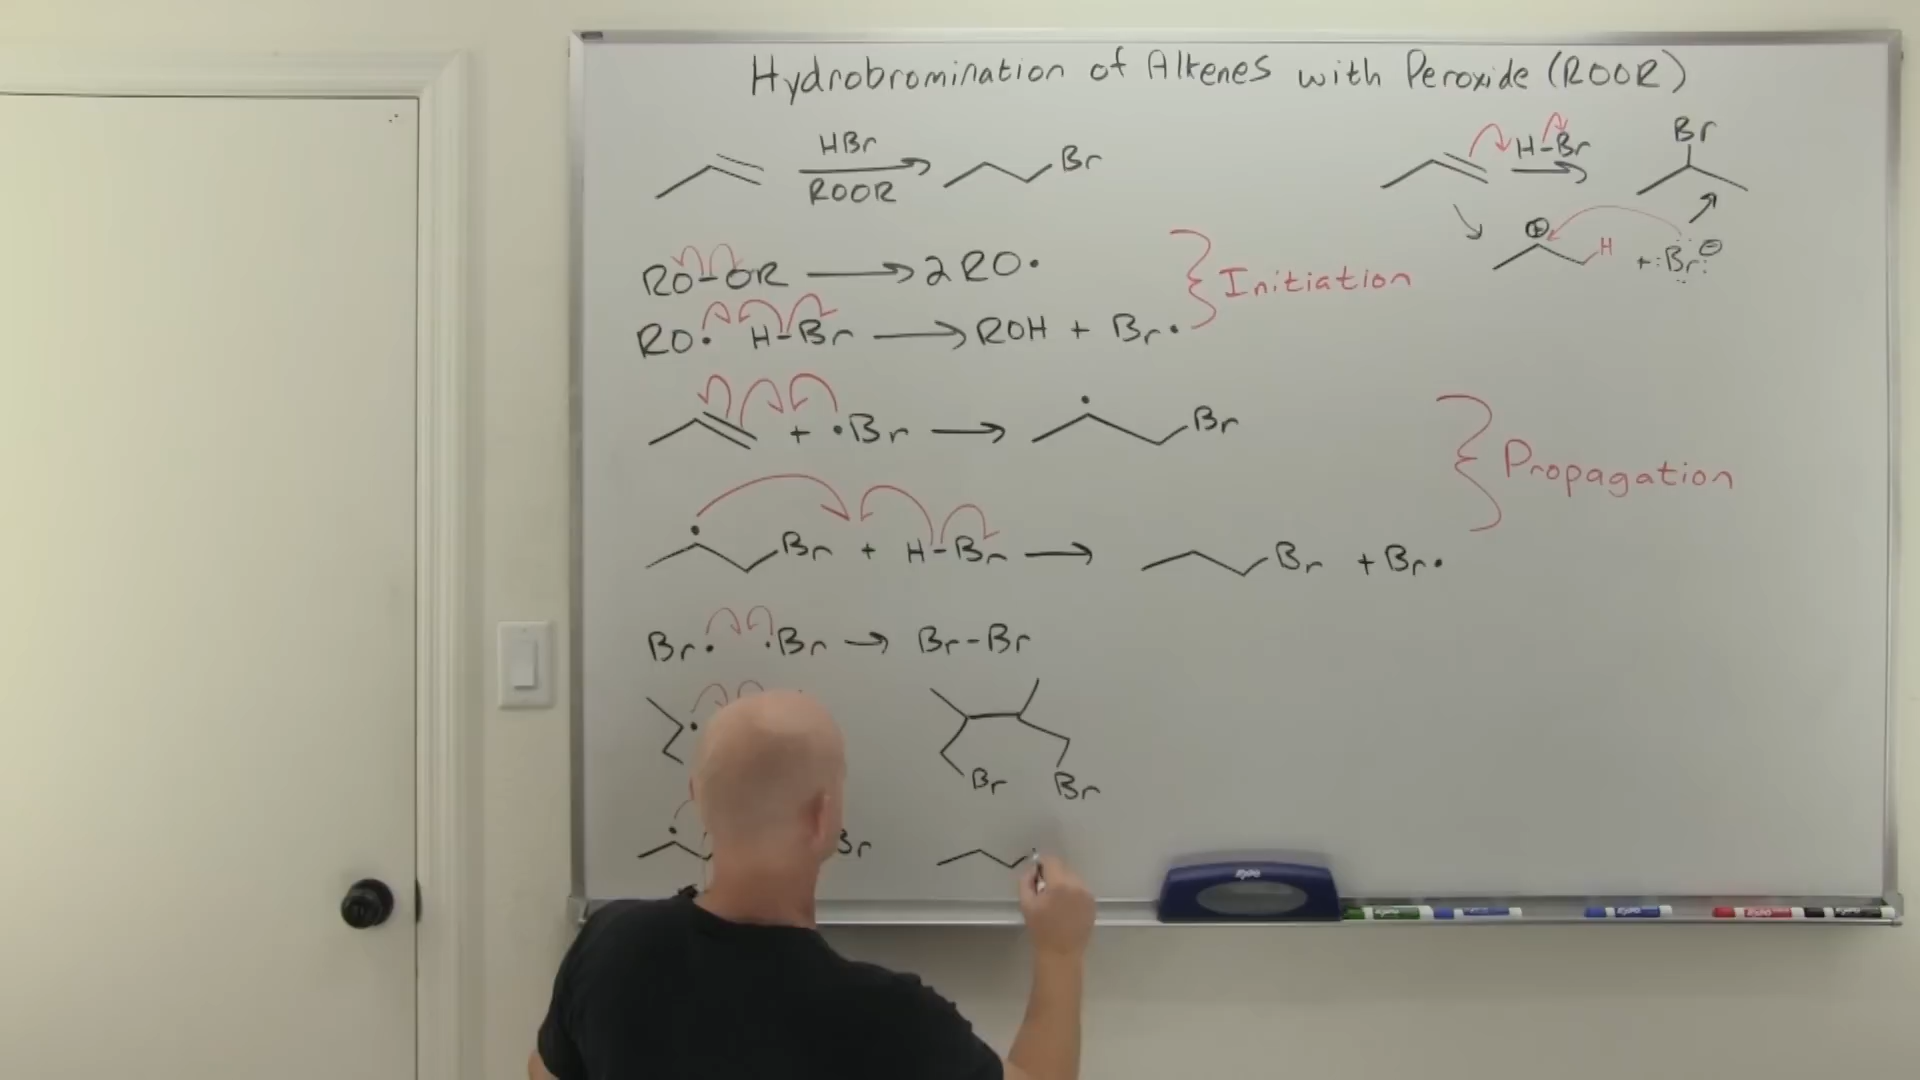 Hydrobromination of Alkenes with Peroxide (ROOR)
HBr
ROOR
Br
H-Br
Br
H
+ :Br: ⊖
⊕
RO-OR ⟶ 2 RO•
Initiation
RO• H-Br ⟶ ROH + Br•
+ •Br ⟶ Br
Propagation
Br + H-Br ⟶ Br + Br•
Br• •Br → Br-Br
Br Br
Br
expo